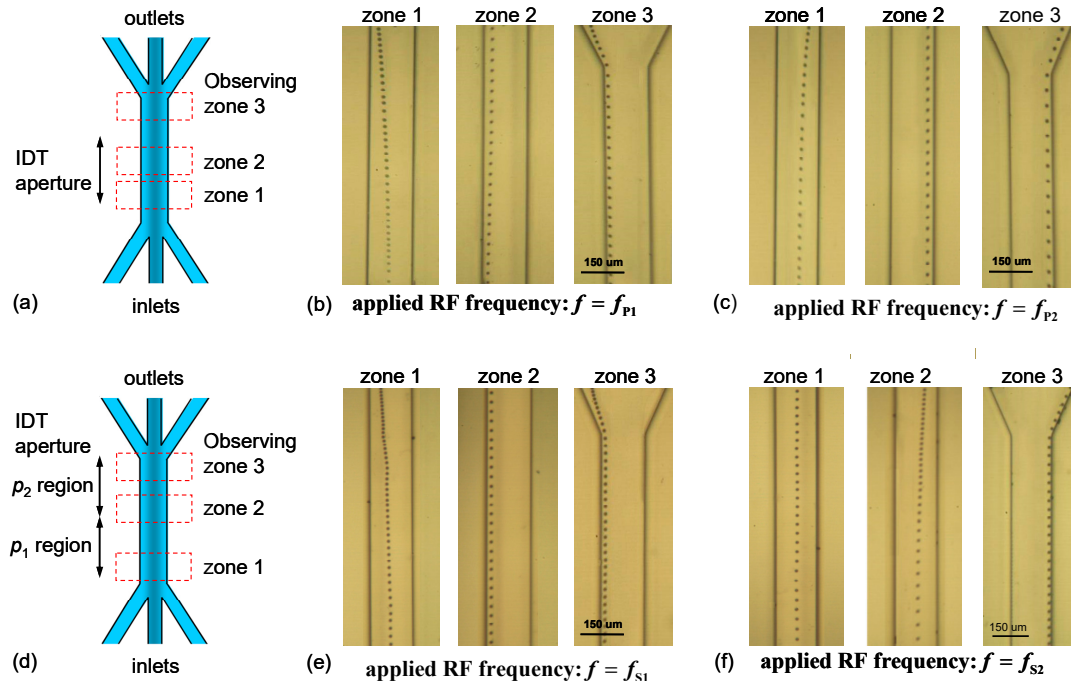 outlets
Observing
zone 3
IDT
aperture
zone 2
zone 1
inlets
(a)
zone 1
zone 2
zone 3
150 um
(b)
applied RF frequency: f = fP1
zone 1
zone 2
zone 3
150 um
(c)
applied RF frequency: f = fP2
outlets
IDT
aperture
Observing
zone 3
p2 region
zone 2
p1 region
zone 1
inlets
(d)
zone 1
zone 2
zone 3
150 um
(e)
applied RF frequency: f = fS1
zone 1
zone 2
zone 3
150 um
(f)
applied RF frequency: f = fS2